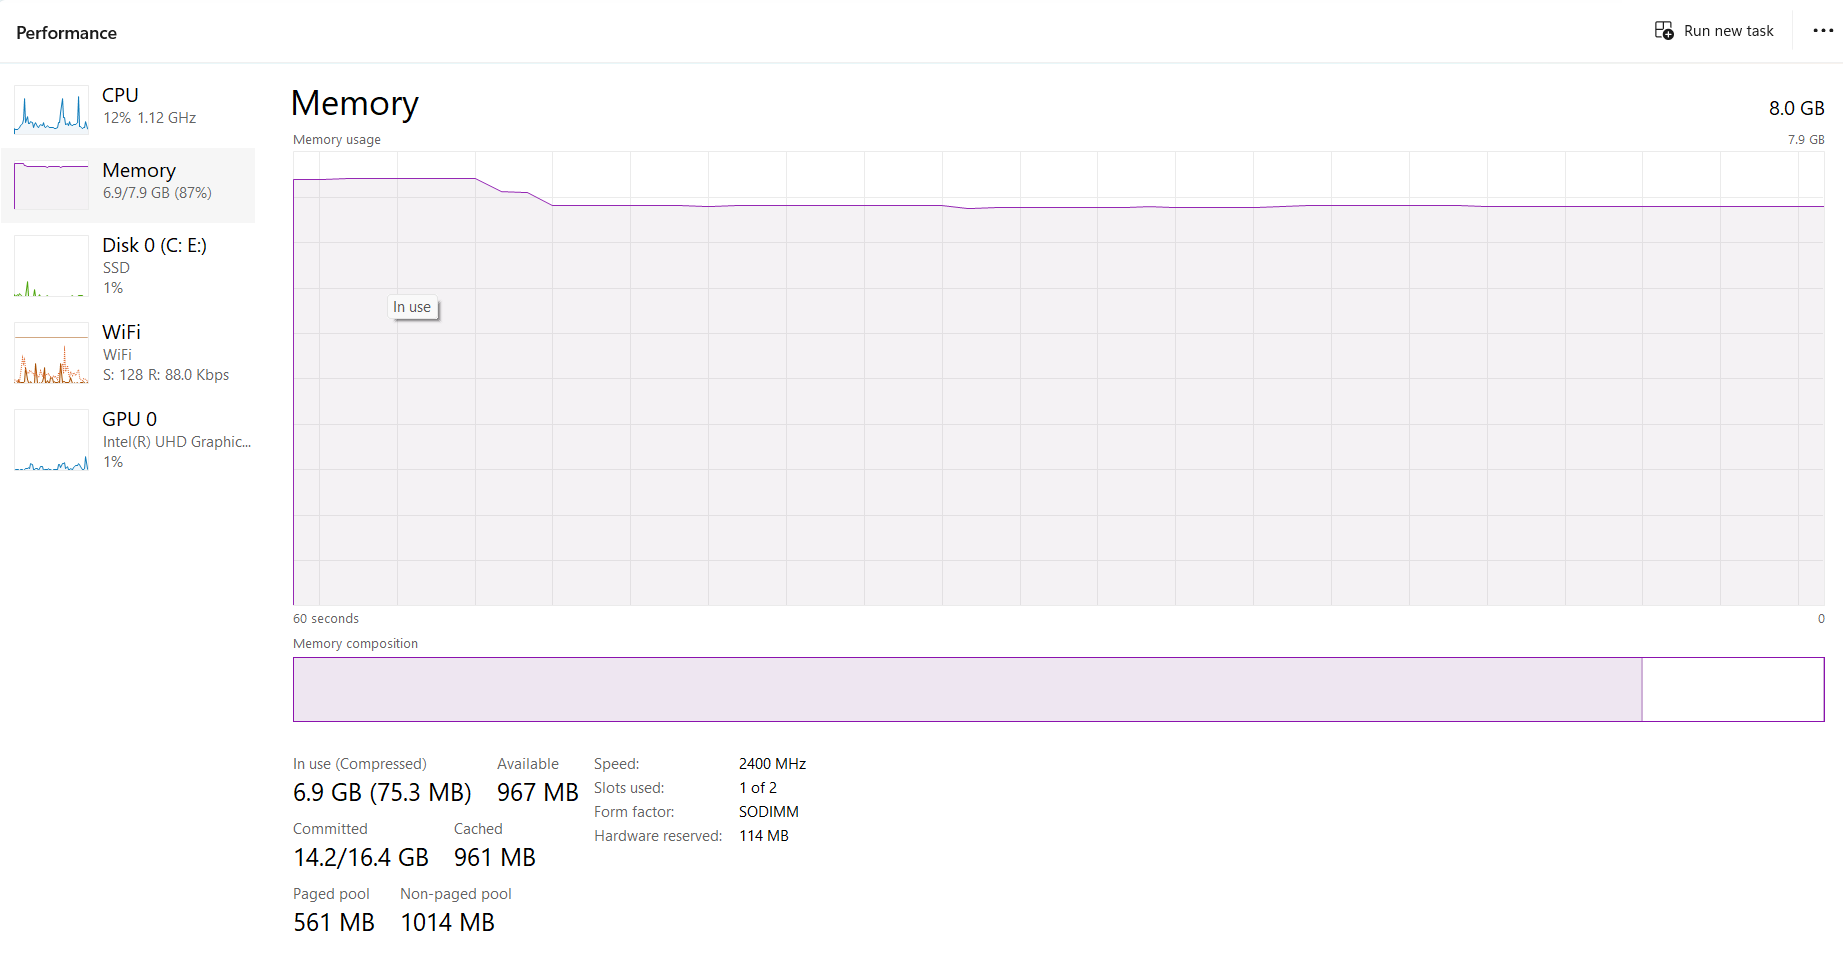 Performance
Run new task
CPU
12% 1.12 GHz
Memory
6.9/7.9 GB (87%)
Disk 0 (C: E:)
SSD
1%
WiFi
WiFi
S: 128 R: 88.0 Kbps
GPU 0
Intel(R) UHD Graphic...
1%
Memory
8.0 GB
Memory usage
7.9 GB
In use
60 seconds
0
Memory composition
In use (Compressed)
6.9 GB (75.3 MB)
Available
967 MB
Committed
14.2/16.4 GB
Cached
961 MB
Paged pool
561 MB
Non-paged pool
1014 MB
Speed: 2400 MHz
Slots used: 1 of 2
Form factor: SODIMM
Hardware reserved: 114 MB